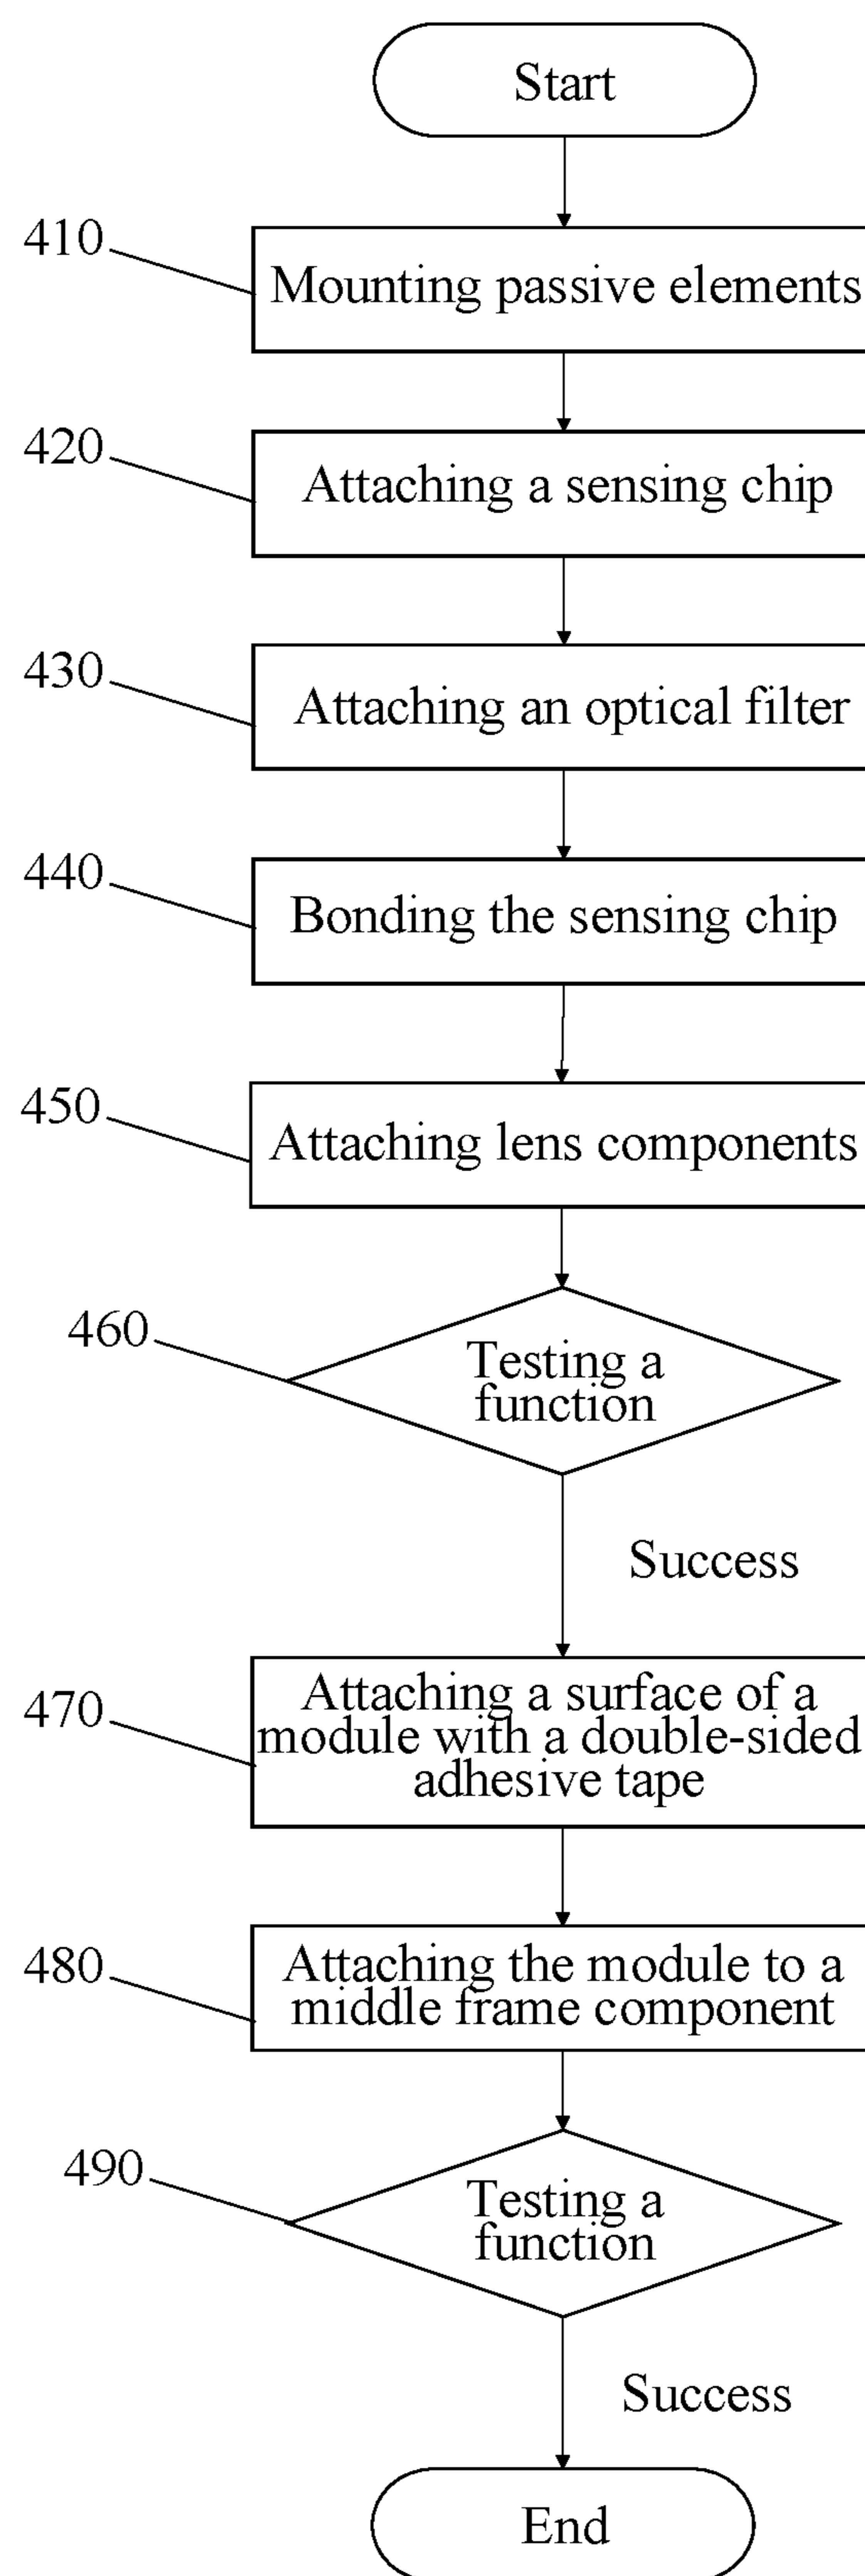 Start
410
Mounting passive elements
420
Attaching a sensing chip
430
Attaching an optical filter
440
Bonding the sensing chip
450
Attaching lens components
460
Testing a
function
Success
470
Attaching a surface of a
module with a double-sided
adhesive tape
480
Attaching the module to a
middle frame component
490
Testing a
function
Success
End